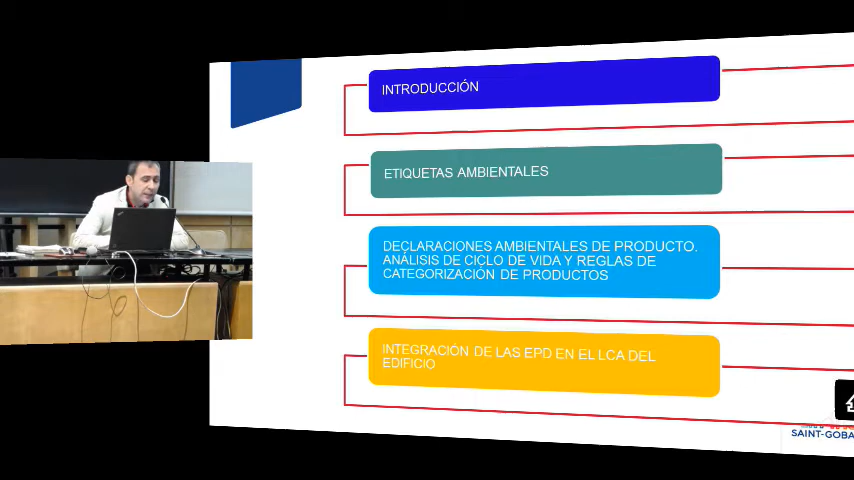 INTRODUCCIÓN
ETIQUETAS AMBIENTALES
DECLARACIONES AMBIENTALES DE PRODUCTO.
ANÁLISIS DE CICLO DE VIDA Y REGLAS DE
CATEGORIZACIÓN DE PRODUCTOS
INTEGRACIÓN DE LAS EPD EN EL LCA DEL
EDIFICIO
SAINT-GOBA